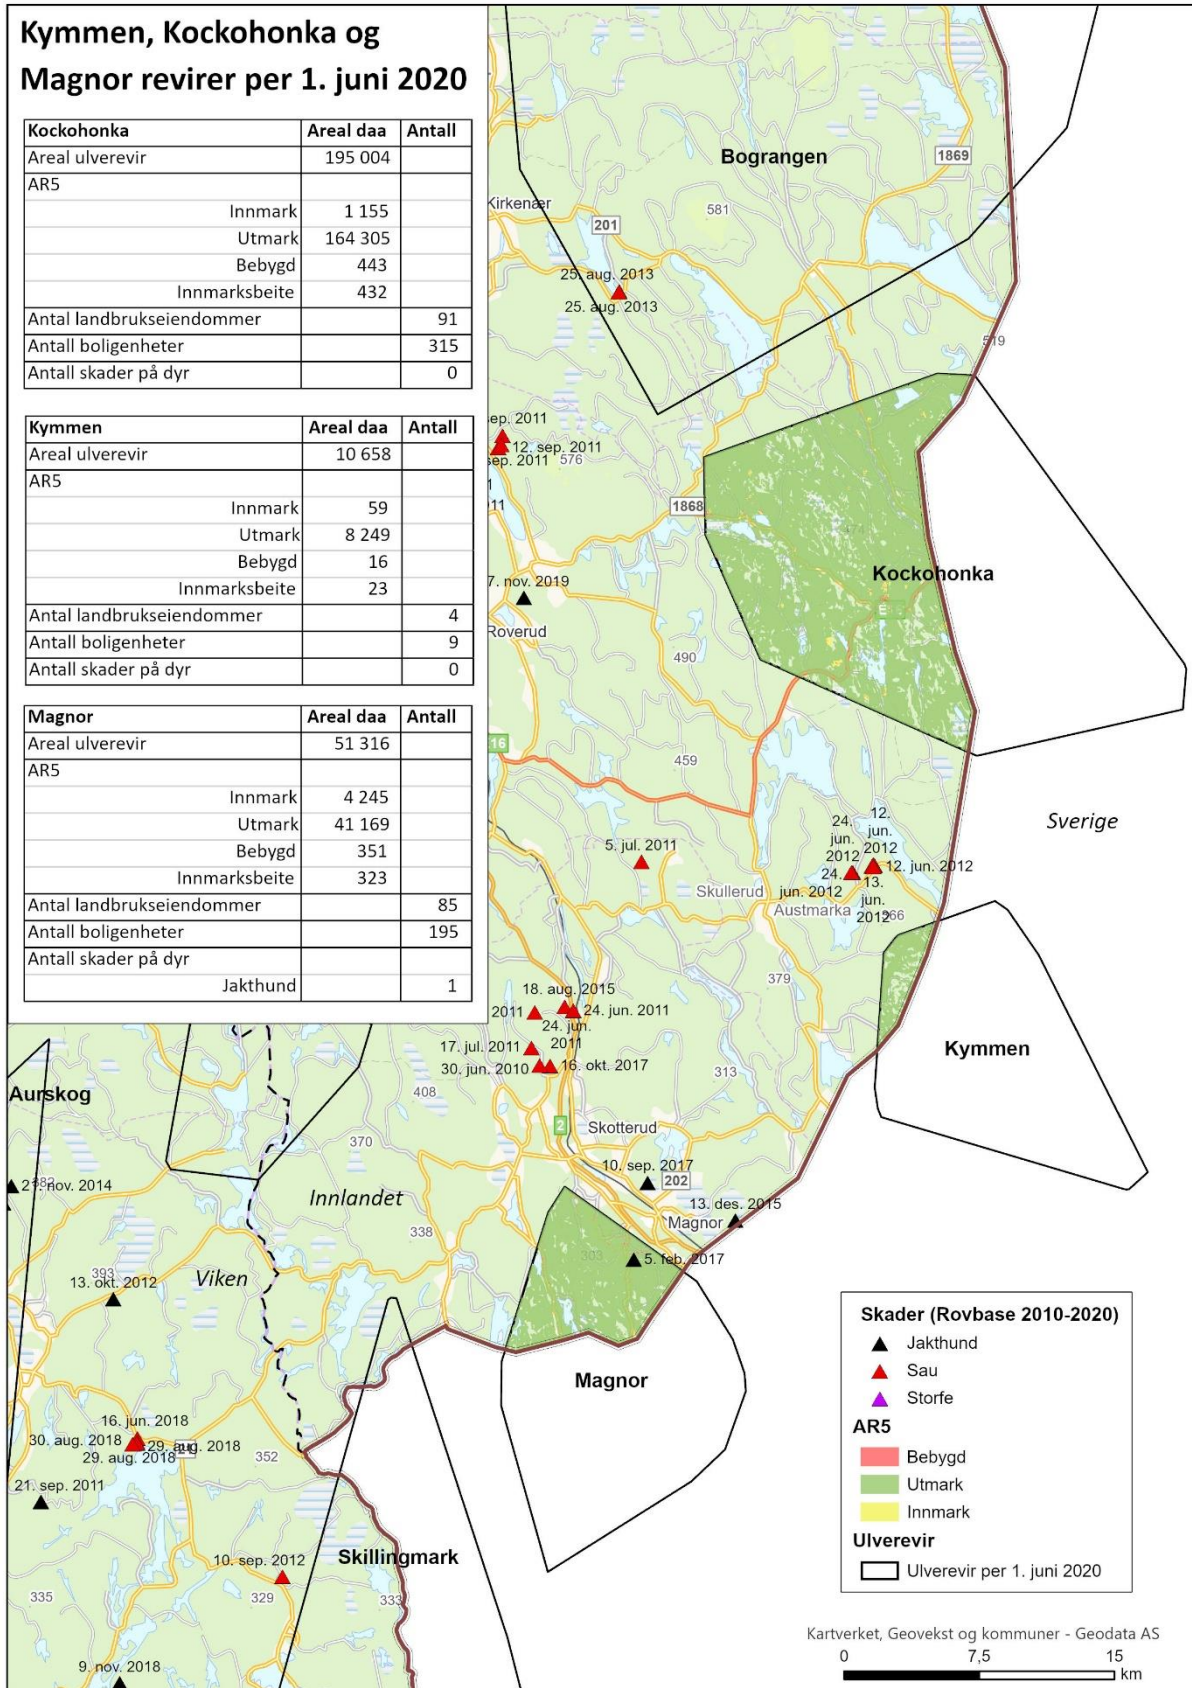 Kymmen, Kockohonka og
Magnor revirer per 1. juni 2020
Kockohonka Areal daa Antall
Areal ulverevir 195 004
AR5
Innmark 1 155
Utmark 164 305
Bebygd 443
Innmarksbeite 432
Antal landbrukseiendommer 91
Antall boligenheter 315
Antall skader på dyr 0
Kymmen Areal daa Antall
Areal ulverevir 10 658
AR5
Innmark 59
Utmark 8 249
Bebygd 16
Innmarksbeite 23
Antal landbrukseiendommer 4
Antall boligenheter 9
Antall skader på dyr 0
Magnor Areal daa Antall
Areal ulverevir 51 316
AR5
Innmark 4 245
Utmark 41 169
Bebygd 351
Innmarksbeite 323
Antal landbrukseiendommer 85
Antall boligenheter 195
Antall skader på dyr
Jakthund 1
Bograngen
1869
Kirkenær
581
201
25. aug. 2013
25. aug. 2013
519
sep. 2011
12. sep. 2011
sep. 2011
576
1868
Kockohonka
E
7. nov. 2019
Roverud
490
16
459
Sverige
5. jul. 2011
24.
jun.
2012
12.
jun.
2012
12. jun. 2012
24.
jun. 2012
13.
jun.
2012
Skullerud
Austmarka
566
379
18. aug. 2015
2011
24. jun. 2011
24. jun.
2011
17. jul. 2011
30. jun. 2010
16. okt. 2017
Kymmen
313
Aurskog
408
370
2
Skotterud
382
21. nov. 2014
Innlandet
10. sep. 2017
202
13. des. 2015
Magnor
338
303
5. feb. 2017
393
13. okt. 2012
Viken
Magnor
16. jun. 2018
30. aug. 2018
29. aug. 2018
29. aug. 2018
21
352
21. sep. 2011
Skillingmark
10. sep. 2012
335
329
333
9. nov. 2018
Skader (Rovbase 2010-2020)
Jakthund
Sau
Storfe
AR5
Bebygd
Utmark
Innmark
Ulverevir
Ulverevir per 1. juni 2020
Kartverket, Geovekst og kommuner - Geodata AS
0 7,5 15
km